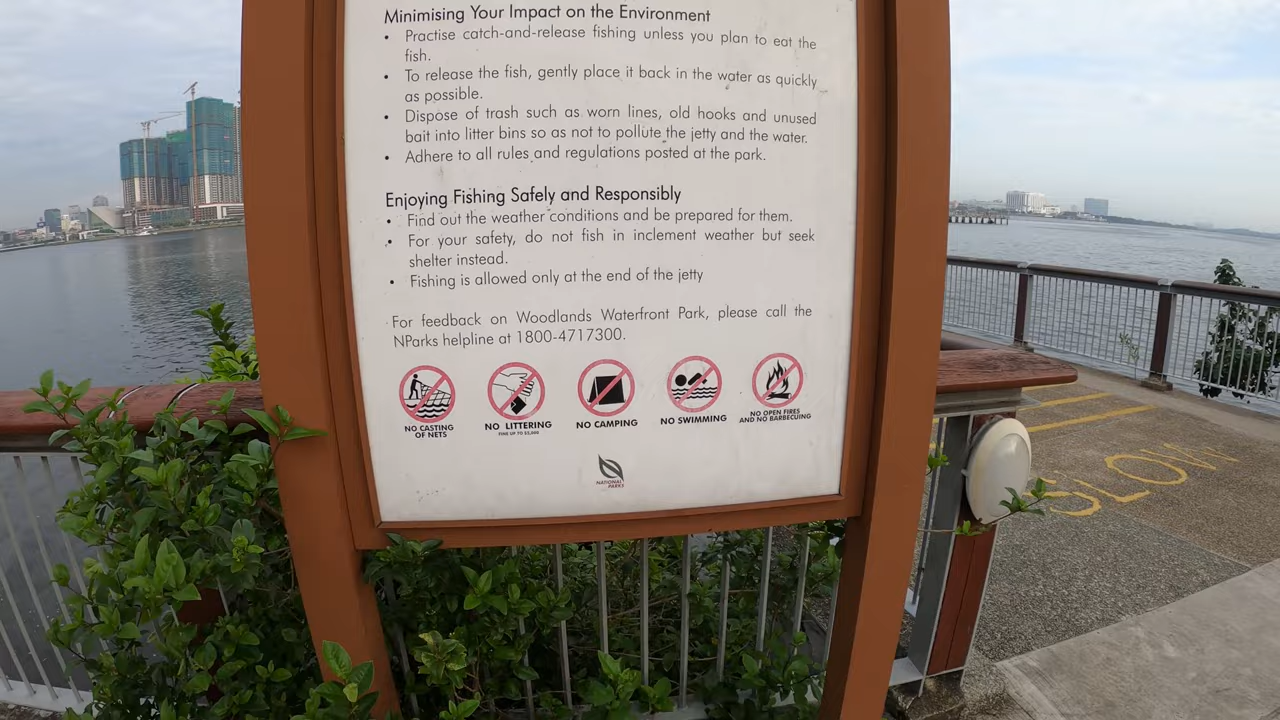 Minimising Your Impact on the Environment
• Practise catch-and-release fishing unless you plan to eat the
fish.
• To release the fish, gently place it back in the water as quickly
as possible.
• Dispose of trash such as worn lines, old hooks and unused
bait into litter bins so as not to pollute the jetty and the water.
• Adhere to all rules and regulations posted at the park.
Enjoying Fishing Safely and Responsibly
• Find out the weather conditions and be prepared for them.
• For your safety, do not fish in inclement weather but seek
shelter instead.
• Fishing is allowed only at the end of the jetty
For feedback on Woodlands Waterfront Park, please call the
NParks helpline at 1800-4717300.
NO CASTING
OF NETS
NO LITTERING
FINE UP TO $5,000
NO CAMPING
NO SWIMMING
NO OPEN FIRES
AND NO BARBECUING
NATIONAL
PARKS
SLOW